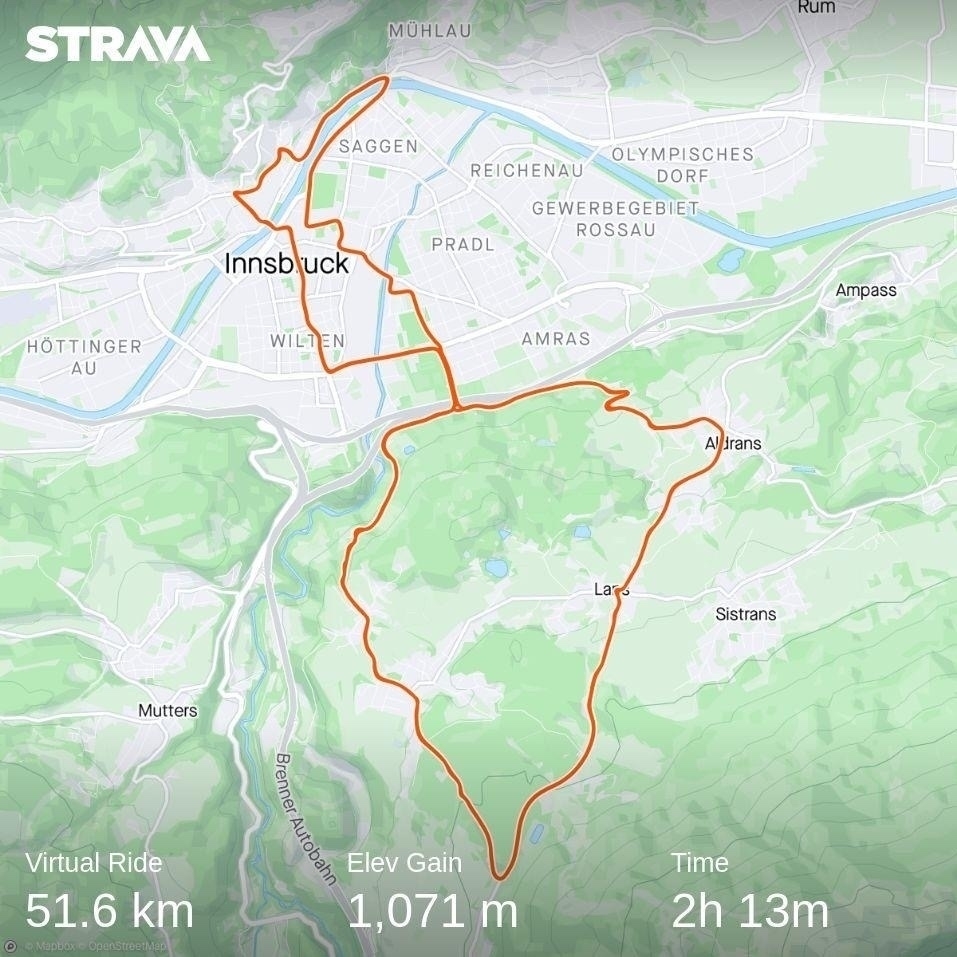 Rum
STRAVA
MÜHLAU
SAGGEN
REICHENAU
OLYMPISCHES
DORF
GEWERBEGEBIET
ROSSAU
PRADL
Innsbruck
Ampass
HÖTTINGER
AU
WILTEN
AMRAS
Aldrans
Lans
Sistrans
Mutters
Brenner Autobahn
Virtual Ride
Elev Gain
Time
51.6 km
1,071 m
2h 13m
© Mapbox © OpenStreetMap